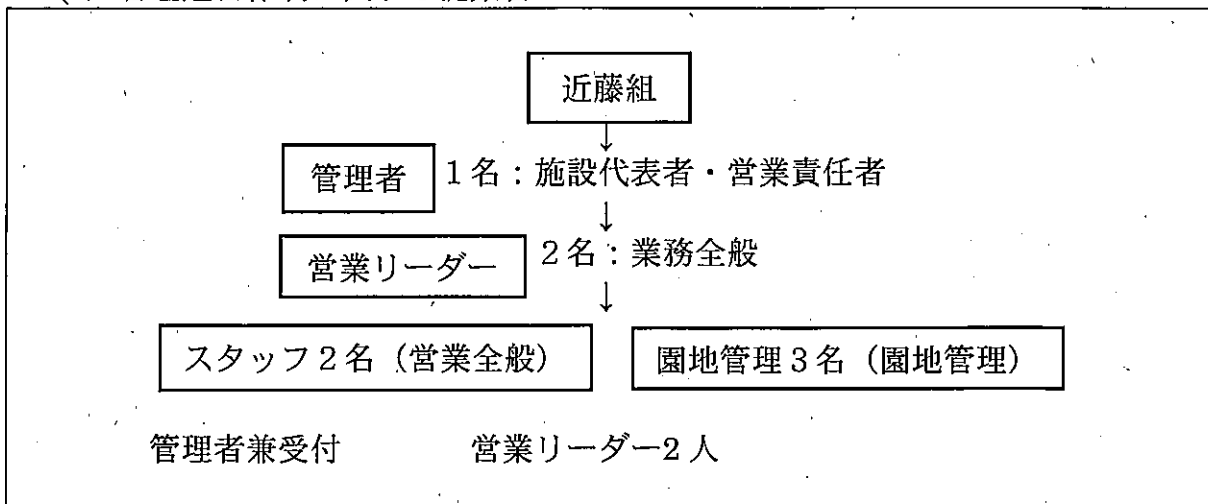 近藤組
↓
管理者 1名：施設代表者・営業責任者
↓
営業リーダー 2名：業務全般
↓
スタッフ2名（営業全般） 園地管理3名（園地管理）
管理者兼受付 営業リーダー2人